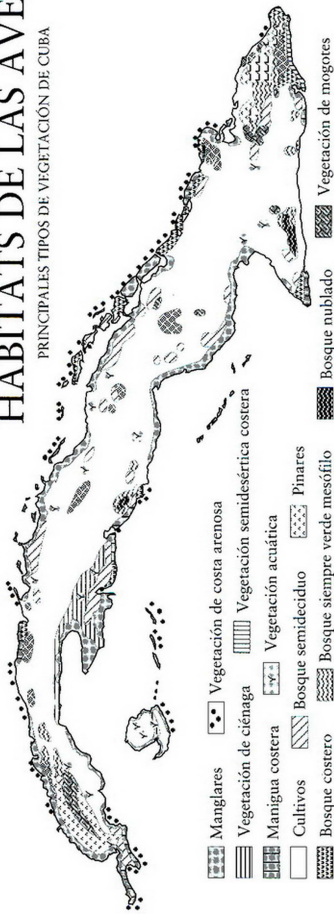 HÁBITATS DE LAS AVE
PRINCIPALES TIPOS DE VEGETACIÓN DE CUBA
Manglares
Vegetación de costa arenosa
Vegetación de ciénaga
Vegetación semidesértica costera
Manigua costera
Vegetación acuática
Cultivos
Bosque semideciduo
Pinares
Bosque costero
Bosque siempre verde mesófilo
Bosque nublado
Vegetación de mogotes